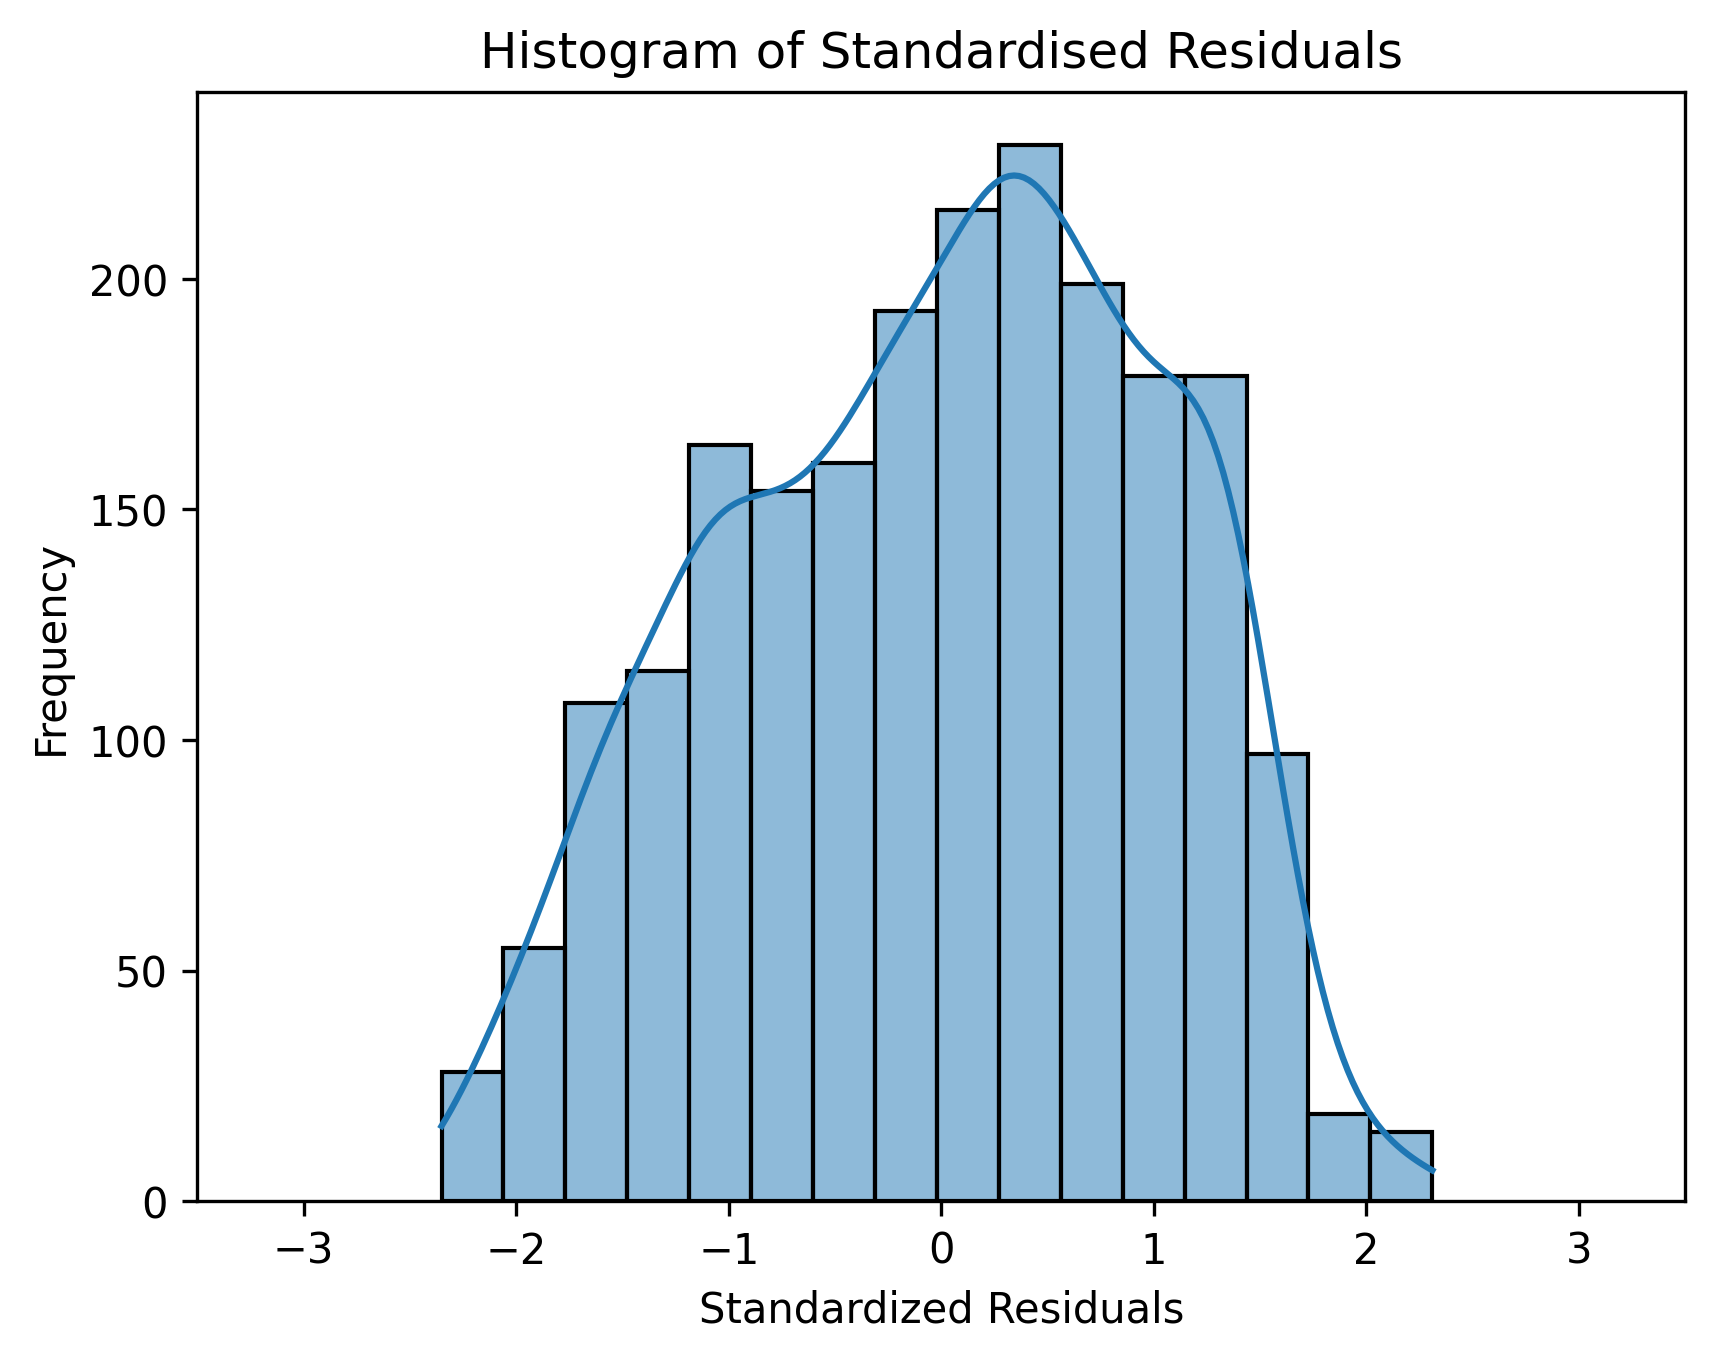 Histogram of Standardised Residuals
Frequency
200
150
100
50
0
−3 −2 −1 0 1 2 3
Standardized Residuals